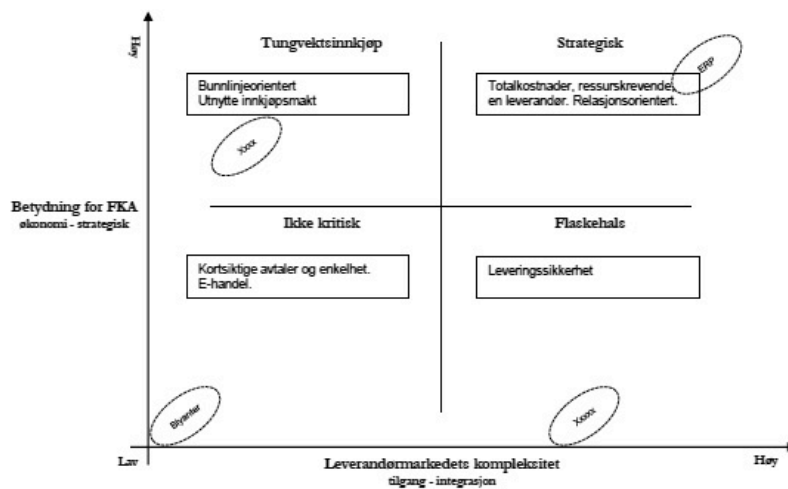 Høy
Tungvektsinnkjøp
Strategisk
Bunnlinjeorientert
Utnytte innkjøpsmakt
Totalkostnader, ressurskrevende,
en leverandør. Relasjonsorientert.
ERP
Xxxx
Betydning for FKA
økonomi - strategisk
Ikke kritisk
Flaskehals
Kortsiktige avtaler og enkelhet.
E-handel.
Leveringssikkerhet
Blyanter
Xxxxx
Lav
Leverandørmarkedets kompleksitet
Høy
tilgang - integrasjon